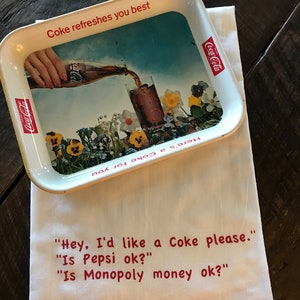 Coke refreshes you best
Coca-Cola
Coca-Cola
Here's a Coke for you
"Hey, I'd like a Coke please."
"Is Pepsi ok?"
"Is Monopoly money ok?"